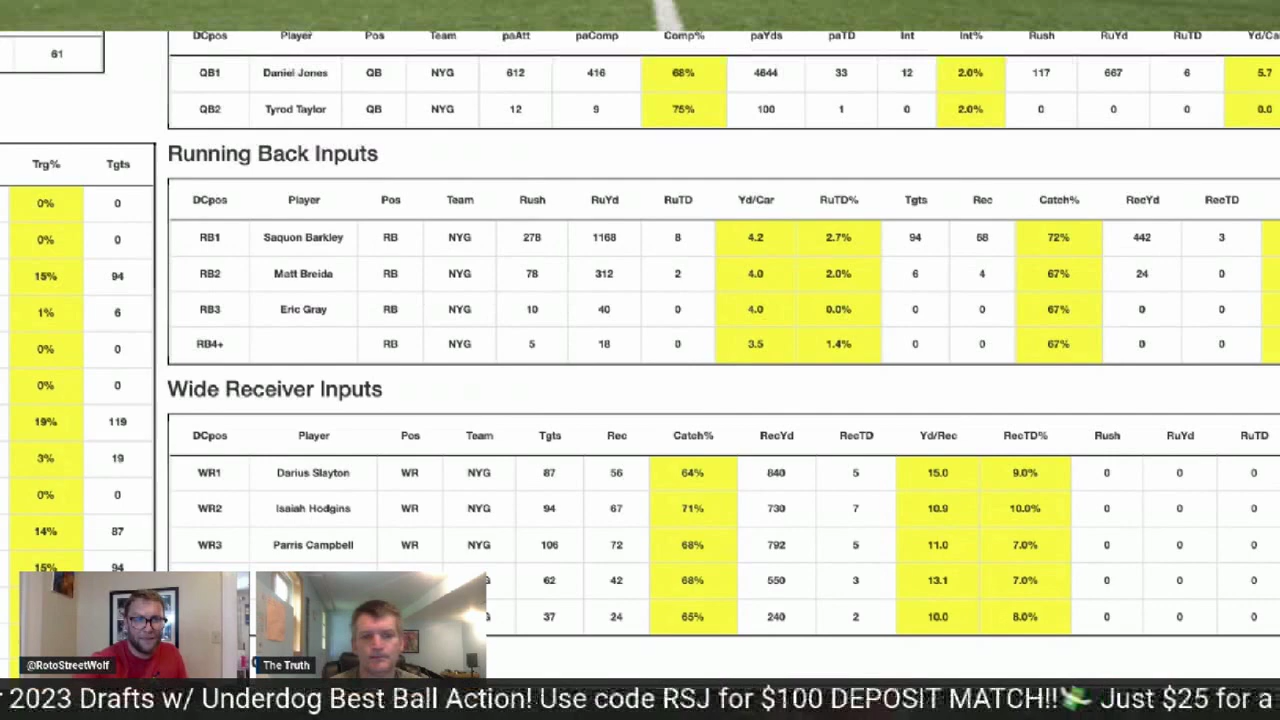 61
DCpos Player Pos Team paAtt paComp Comp% paYds paTD Int Int% Rush RuYd RuTD Yd/Ca
QB1 Daniel Jones QB NYG 612 416 68% 4644 33 12 2.0% 117 667 6 5.7
QB2 Tyrod Taylor QB NYG 12 9 75% 100 1 0 2.0% 0 0 0 0.0
Trg% Tgts
0% 0
0% 0
15% 94
1% 6
0% 0
0% 0
19% 119
3% 19
0% 0
14% 87
15% 94
Running Back Inputs
DCpos Player Pos Team Rush RuYd RuTD Yd/Car RuTD% Tgts Rec Catch% RecYd RecTD
RB1 Saquon Barkley RB NYG 278 1168 8 4.2 2.7% 94 68 72% 442 3
RB2 Matt Breida RB NYG 78 312 2 4.0 2.0% 6 4 67% 24 0
RB3 Eric Gray RB NYG 10 40 0 4.0 0.0% 0 0 67% 0 0
RB4+ RB NYG 5 18 0 3.5 1.4% 0 0 67% 0 0
Wide Receiver Inputs
DCpos Player Pos Team Tgts Rec Catch% RecYd RecTD Yd/Rec RecTD% Rush RuYd RuTD
WR1 Darius Slayton WR NYG 87 56 64% 840 5 15.0 9.0% 0 0 0
WR2 Isaiah Hodgins WR NYG 94 67 71% 730 7 10.9 10.0% 0 0 0
WR3 Parris Campbell WR NYG 106 72 68% 792 5 11.0 7.0% 0 0 0
62 42 68% 550 3 13.1 7.0% 0 0 0
37 24 65% 240 2 10.0 8.0% 0 0 0
@RotoStreetWolf
The Truth
r 2023 Drafts w/ Underdog Best Ball Action! Use code RSJ for $100 DEPOSIT MATCH!!💸 Just $25 for a